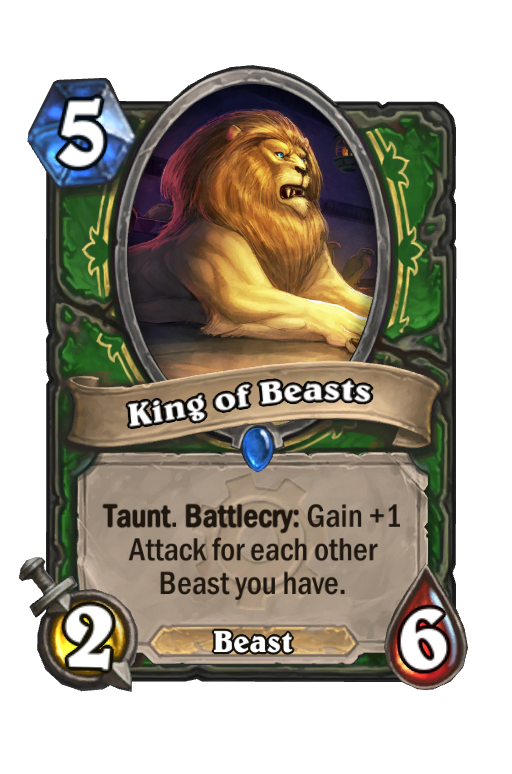 5
King of Beasts
Taunt. Battlecry: Gain +1
Attack for each other
Beast you have.
2
Beast
6